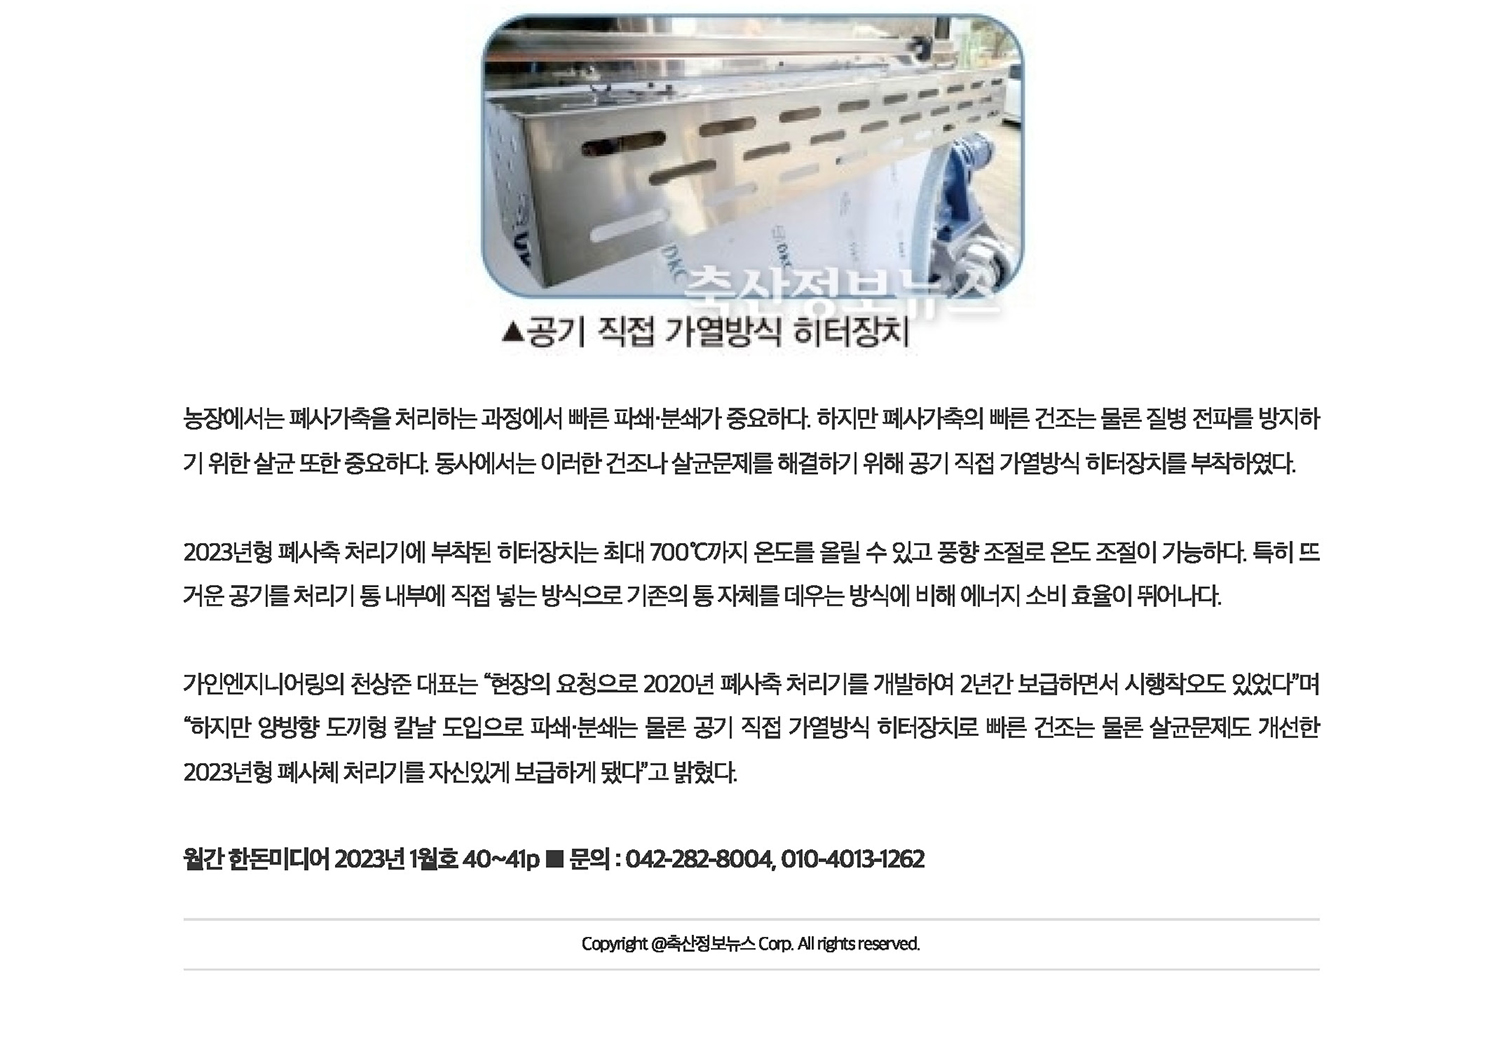 DKC
DKC
축산정보뉴스
▲공기 직접 가열방식 히터장치
농장에서는 폐사가축을 처리하는 과정에서 빠른 파쇄·분쇄가 중요하다. 하지만 폐사가축의 빠른 건조는 물론 질병 전파를 방지하
기 위한 살균 또한 중요하다. 동사에서는 이러한 건조나 살균문제를 해결하기 위해 공기 직접 가열방식 히터장치를 부착하였다.
2023년형 폐사축 처리기에 부착된 히터장치는 최대 700℃까지 온도를 올릴 수 있고 풍향 조절로 온도 조절이 가능하다. 특히 뜨
거운 공기를 처리기 통 내부에 직접 넣는 방식으로 기존의 통 자체를 데우는 방식에 비해 에너지 소비 효율이 뛰어나다.
가인엔지니어링의 천상준 대표는 “현장의 요청으로 2020년 폐사축 처리기를 개발하여 2년간 보급하면서 시행착오도 있었다”며
“하지만 양방향 도끼형 칼날 도입으로 파쇄·분쇄는 물론 공기 직접 가열방식 히터장치로 빠른 건조는 물론 살균문제도 개선한
2023년형 폐사체 처리기를 자신있게 보급하게 됐다”고 밝혔다.
월간 한돈미디어 2023년 1월호 40~41p ■ 문의 : 042-282-8004, 010-4013-1262
Copyright @축산정보뉴스 Corp. All rights reserved.